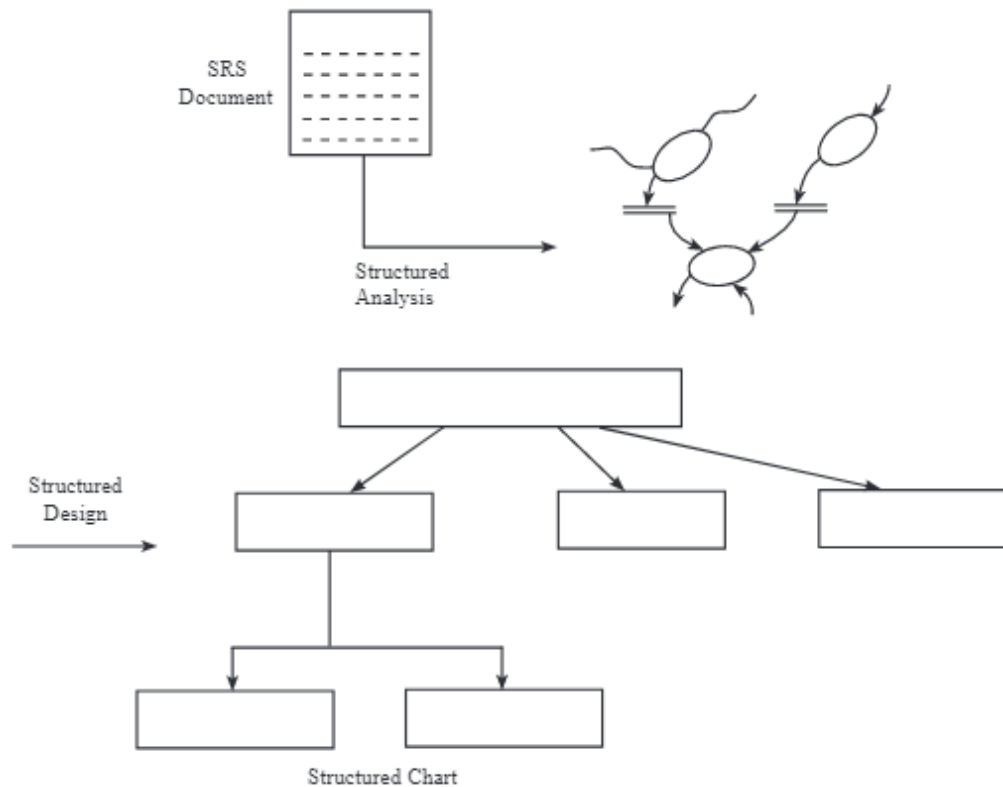 SRS
Document
Structured
Analysis
Structured
Design
Structured Chart